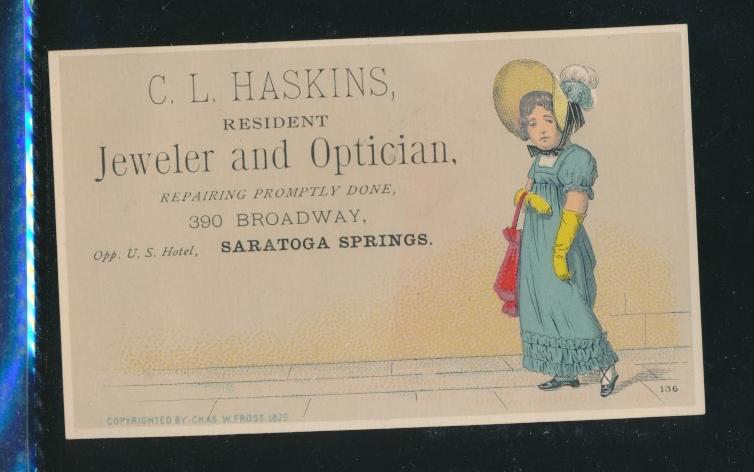 C. L. HASKINS,
RESIDENT
Jeweler and Optician,
REPAIRING PROMPTLY DONE,
390 BROADWAY,
Opp. U. S. Hotel, SARATOGA SPRINGS.
136
COPYRIGHTED BY CHAS. W. FROST 1879